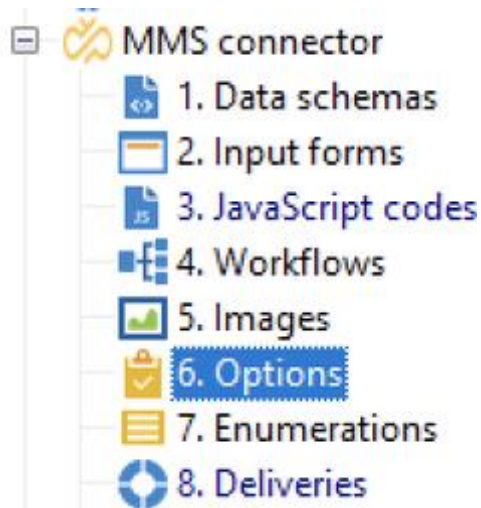 MMS connector
1. Data schemas
2. Input forms
3. JavaScript codes
4. Workflows
5. Images
6. Options
7. Enumerations
8. Deliveries